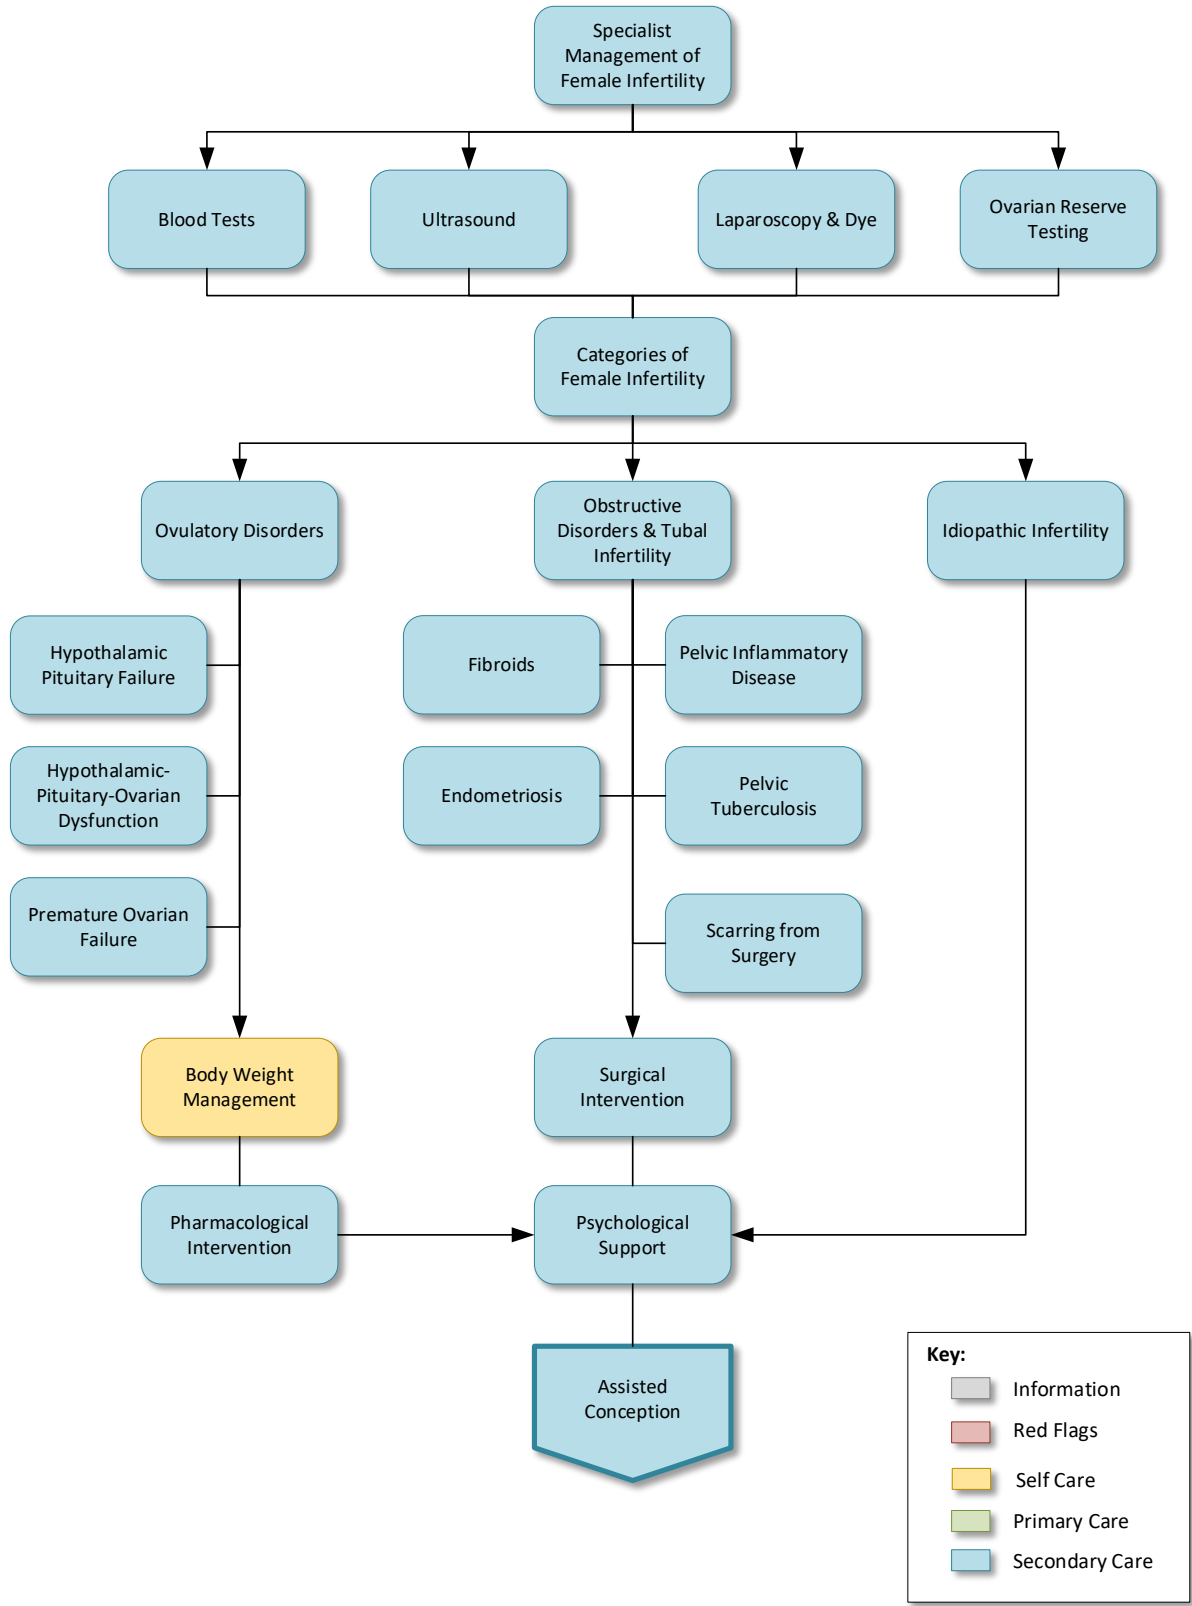 Specialist
Management of
Female Infertility
Blood Tests
Ultrasound
Laparoscopy & Dye
Ovarian Reserve
Testing
Categories of
Female Infertility
Ovulatory Disorders
Obstructive
Disorders & Tubal
Infertility
Idiopathic Infertility
Hypothalamic
Pituitary Failure
Fibroids
Pelvic Inflammatory
Disease
Hypothalamic-
Pituitary-Ovarian
Dysfunction
Endometriosis
Pelvic
Tuberculosis
Premature Ovarian
Failure
Scarring from
Surgery
Body Weight
Management
Surgical
Intervention
Pharmacological
Intervention
Psychological
Support
Assisted
Conception
Key:
Information
Red Flags
Self Care
Primary Care
Secondary Care